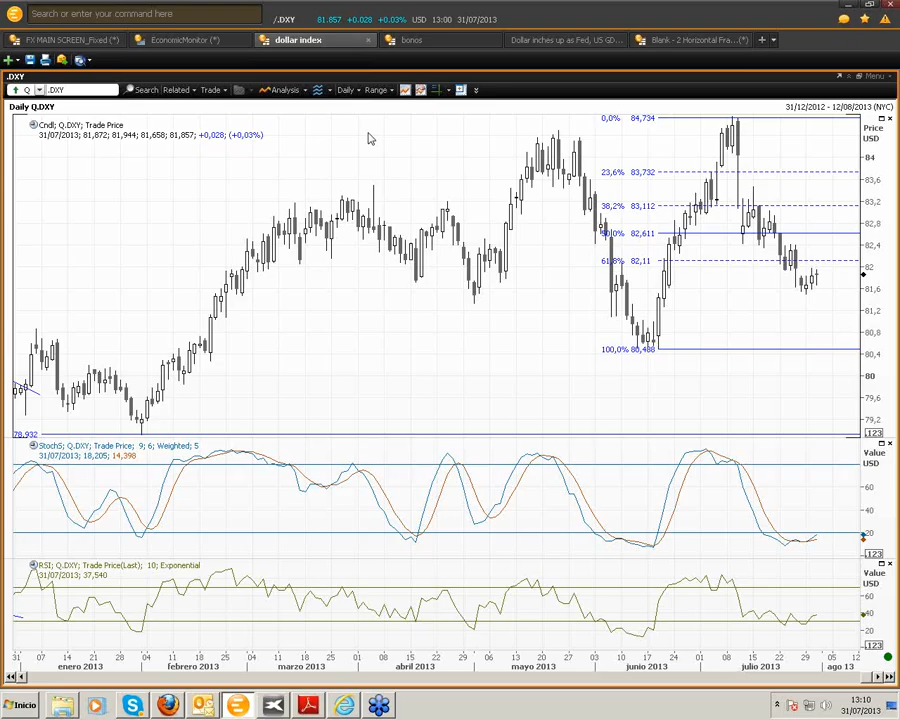 Search or enter your command here
/.DXY 81.857 +0.028 +0.03% USD 13:00 31/07/2013
FX MAIN SCREEN_Fixed (*) EconomicMonitor (*) dollar index × bonos Dollar inches up as Fed, US GD... Blank - 2 Horizontal Fra...(*)
.DXY Menu
Q .DXY Search Related Trade Analysis Daily Range
Daily Q.DXY 31/12/2012 - 12/08/2013 (NYC)
Cndl; Q.DXY; Trade Price
31/07/2013; 81,872; 81,944; 81,658; 81,857; +0,028; (+0,03%)
Price
USD
0,0% 84,734
84
23,6% 83,732
83,6
38,2% 83,112
83,2
82,8
50,0% 82,611
82,4
61,8% 82,11
82
81,6
81,2
80,8
100,0% 80,488
80,4
80
79,6
79,2
78,932
.123
StochS; Q.DXY; Trade Price; 9; 6; Weighted; 5
31/07/2013; 18,205; 14,398
Value
USD
60
40
20
.123
RSI; Q.DXY; Trade Price(Last); 10; Exponential
31/07/2013; 37,540
Value
USD
60
40
20
.123
31 07 14 21 28 04 11 18 25 04 11 18 25 01 08 15 22 29 06 13 20 27 03 10 17 24 01 08 15 22 29 05 12
enero 2013 febrero 2013 marzo 2013 abril 2013 mayo 2013 junio 2013 julio 2013 ago 13
Inicio
13:10
31/07/2013